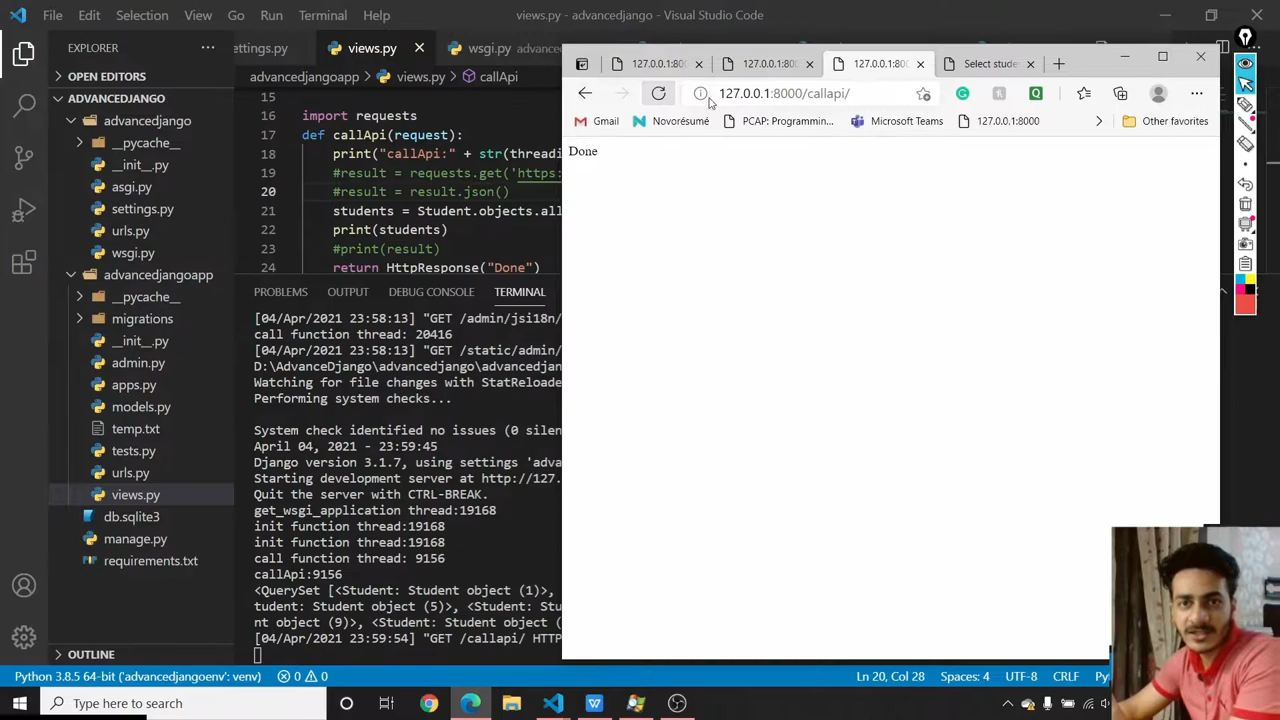 File Edit Selection View Go Run Terminal Help
views.py - advancedjango - Visual Studio Code
EXPLORER
OPEN EDITORS
ADVANCEDJANGO
advancedjango
__pycache__
__init__.py
asgi.py
settings.py
urls.py
wsgi.py
advancedjangoapp
__pycache__
migrations
__init__.py
admin.py
apps.py
models.py
temp.txt
tests.py
urls.py
views.py
db.sqlite3
manage.py
requirements.txt
OUTLINE
ettings.py views.py wsgi.py advanced
advancedjangoapp > views.py > callApi
15
16 import requests
17 def callApi(request):
18 print("callApi:" + str(threadi
19 #result = requests.get('https:
20 #result = result.json()
21 students = Student.objects.all
22 print(students)
23 #print(result)
24 return HttpResponse("Done")
PROBLEMS OUTPUT DEBUG CONSOLE TERMINAL
[04/Apr/2021 23:58:13] "GET /admin/jsi18n/
call function thread: 20416
[04/Apr/2021 23:58:13] "GET /static/admin/
D:\AdvanceDjango\advancedjango\advancedjan
Watching for file changes with StatReloade
Performing system checks...
System check identified no issues (0 silen
April 04, 2021 - 23:59:45
Django version 3.1.7, using settings 'adva
Starting development server at http://127.
Quit the server with CTRL-BREAK.
get_wsgi_application thread:19168
init function thread:19168
init function thread:19168
call function thread: 9156
callApi:9156
<QuerySet [<Student: Student object (1)>,
tudent: Student object (5)>, <Student: Stu
nt object (9)>, <Student: Student object (
[04/Apr/2021 23:59:54] "GET /callapi/ HTTP
127.0.0.1:80 127.0.0.1:80 127.0.0.1:80 Select stude
127.0.0.1:8000/callapi/
Gmail Novorésumé PCAP: Programmin... Microsoft Teams 127.0.0.1:8000 Other favorites
Done
Python 3.8.5 64-bit ('advancedjangoenv': venv) 0 0 Ln 20, Col 28 Spaces: 4 UTF-8 CRLF
Type here to search